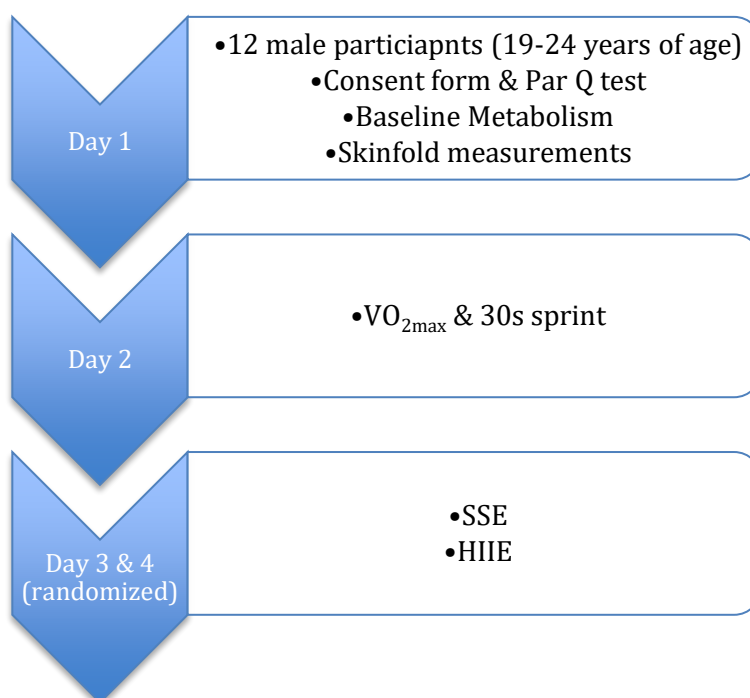 Day 1
•12 male particiapnts (19-24 years of age)
•Consent form & Par Q test
•Baseline Metabolism
•Skinfold measurements
Day 2
•VO2max & 30s sprint
Day 3 & 4
(randomized)
•SSE
•HIIE